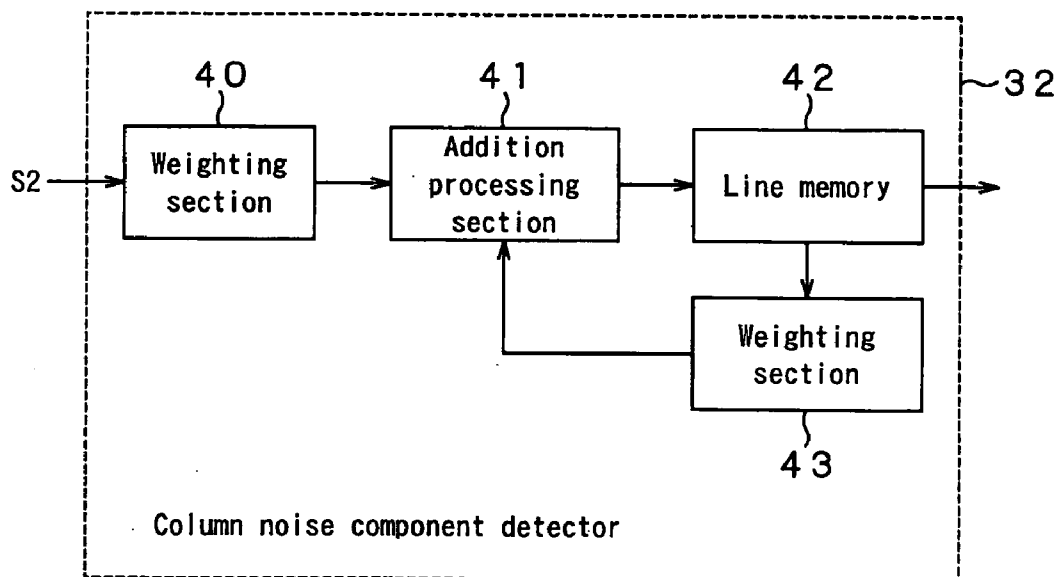 40
41
42
32
S2
Weighting
section
Addition
processing
section
Line memory
Weighting
section
43
Column noise component detector